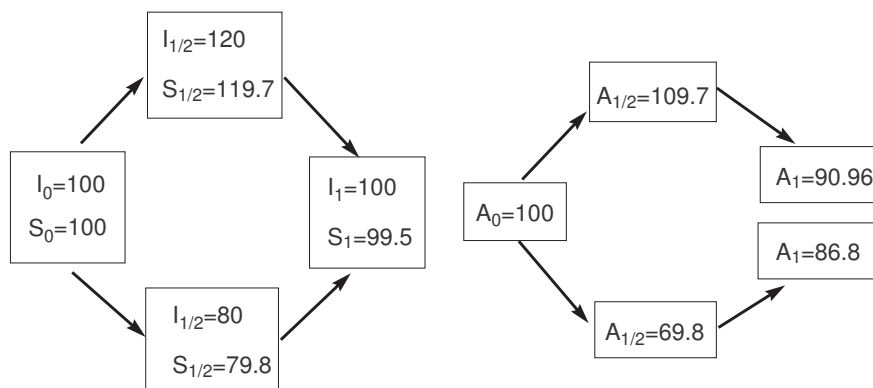 I1/2=120
S1/2=119.7
I0=100
S0=100
I1=100
S1=99.5
I1/2=80
S1/2=79.8
A1/2=109.7
A0=100
A1=90.96
A1=86.8
A1/2=69.8